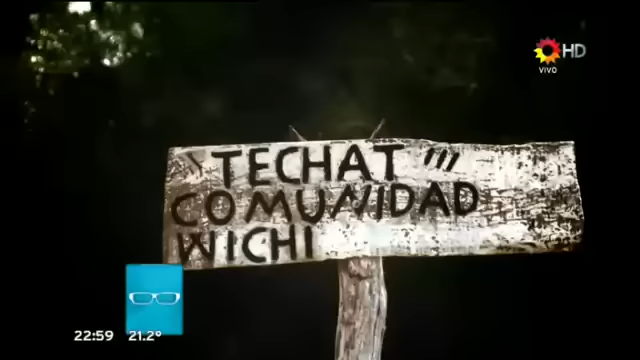 HD
VIVO
"TECHAT"'
COMUNIDAD
WICHI
22:59 21.2°